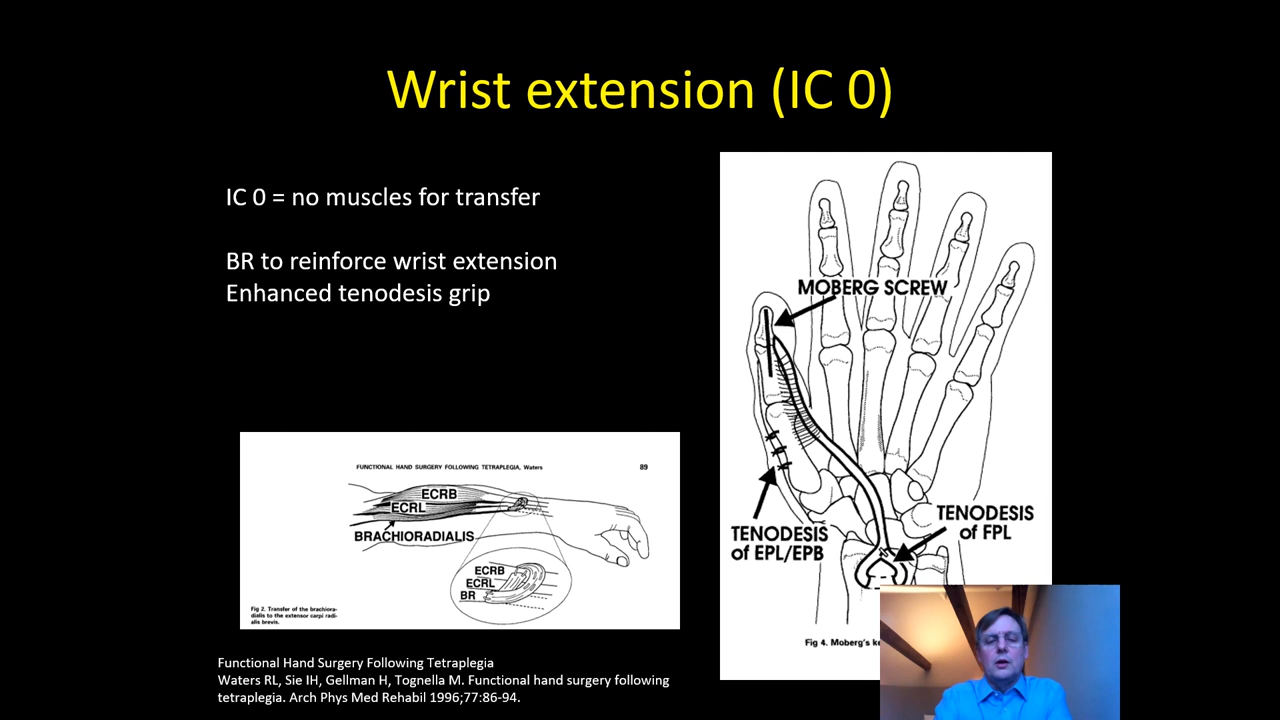 Wrist extension (IC 0)
IC 0 = no muscles for transfer
BR to reinforce wrist extension
Enhanced tenodesis grip
FUNCTIONAL HAND SURGERY FOLLOWING TETRAPLEGIA, Waters 89
ECRB
ECRL
BRACHIORADIALIS
ECRB
ECRL
BR
Fig 2. Transfer of the brachiora-
dialis to the extensor carpi radi-
alis brevis.
MOBERG SCREW
TENODESIS
of EPL/EPB
TENODESIS
of FPL
Fig 4. Moberg's
Functional Hand Surgery Following Tetraplegia
Waters RL, Sie IH, Gellman H, Tognella M. Functional hand surgery following
tetraplegia. Arch Phys Med Rehabil 1996;77:86-94.